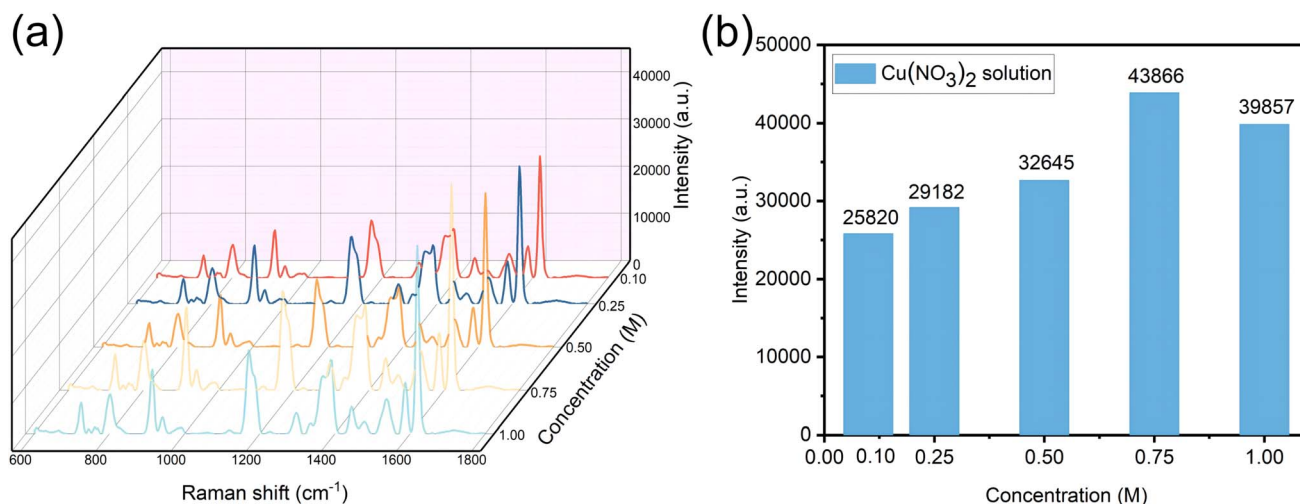 (a)
40000
30000
20000
10000
0
Intensity (a.u.)
0.10
0.25
0.50
0.75
1.00
Concentration (M)
600 800 1000 1200 1400 1600 1800
Raman shift (cm⁻¹)
(b)
50000
40000
30000
20000
10000
0
Intensity (a.u.)
Cu(NO₃)₂ solution
25820
29182
32645
43866
39857
0.00 0.10 0.25 0.50 0.75 1.00
Concentration (M)